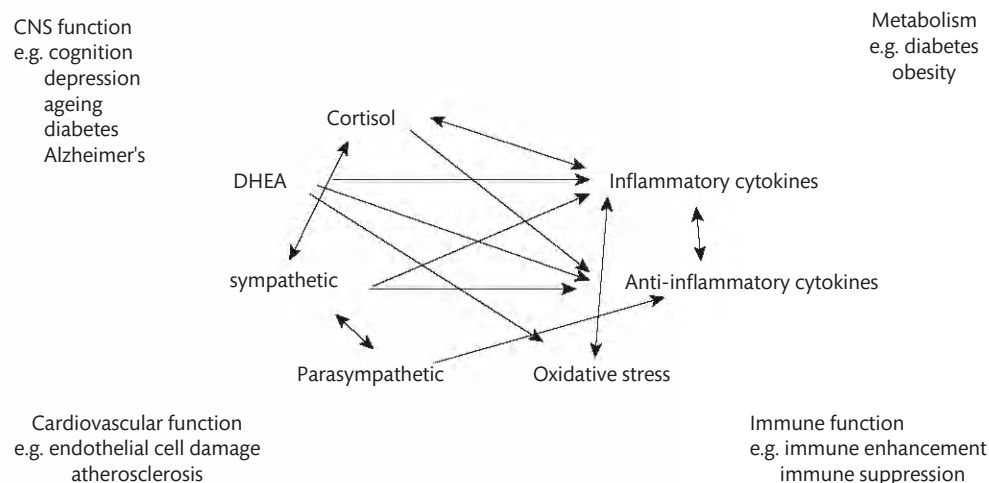 CNS function
e.g. cognition
depression
ageing
diabetes
Alzheimer's
Metabolism
e.g. diabetes
obesity
Cortisol
DHEA
Inflammatory cytokines
sympathetic
Anti-inflammatory cytokines
Parasympathetic
Oxidative stress
Cardiovascular function
e.g. endothelial cell damage
atherosclerosis
Immune function
e.g. immune enhancement
immune suppression